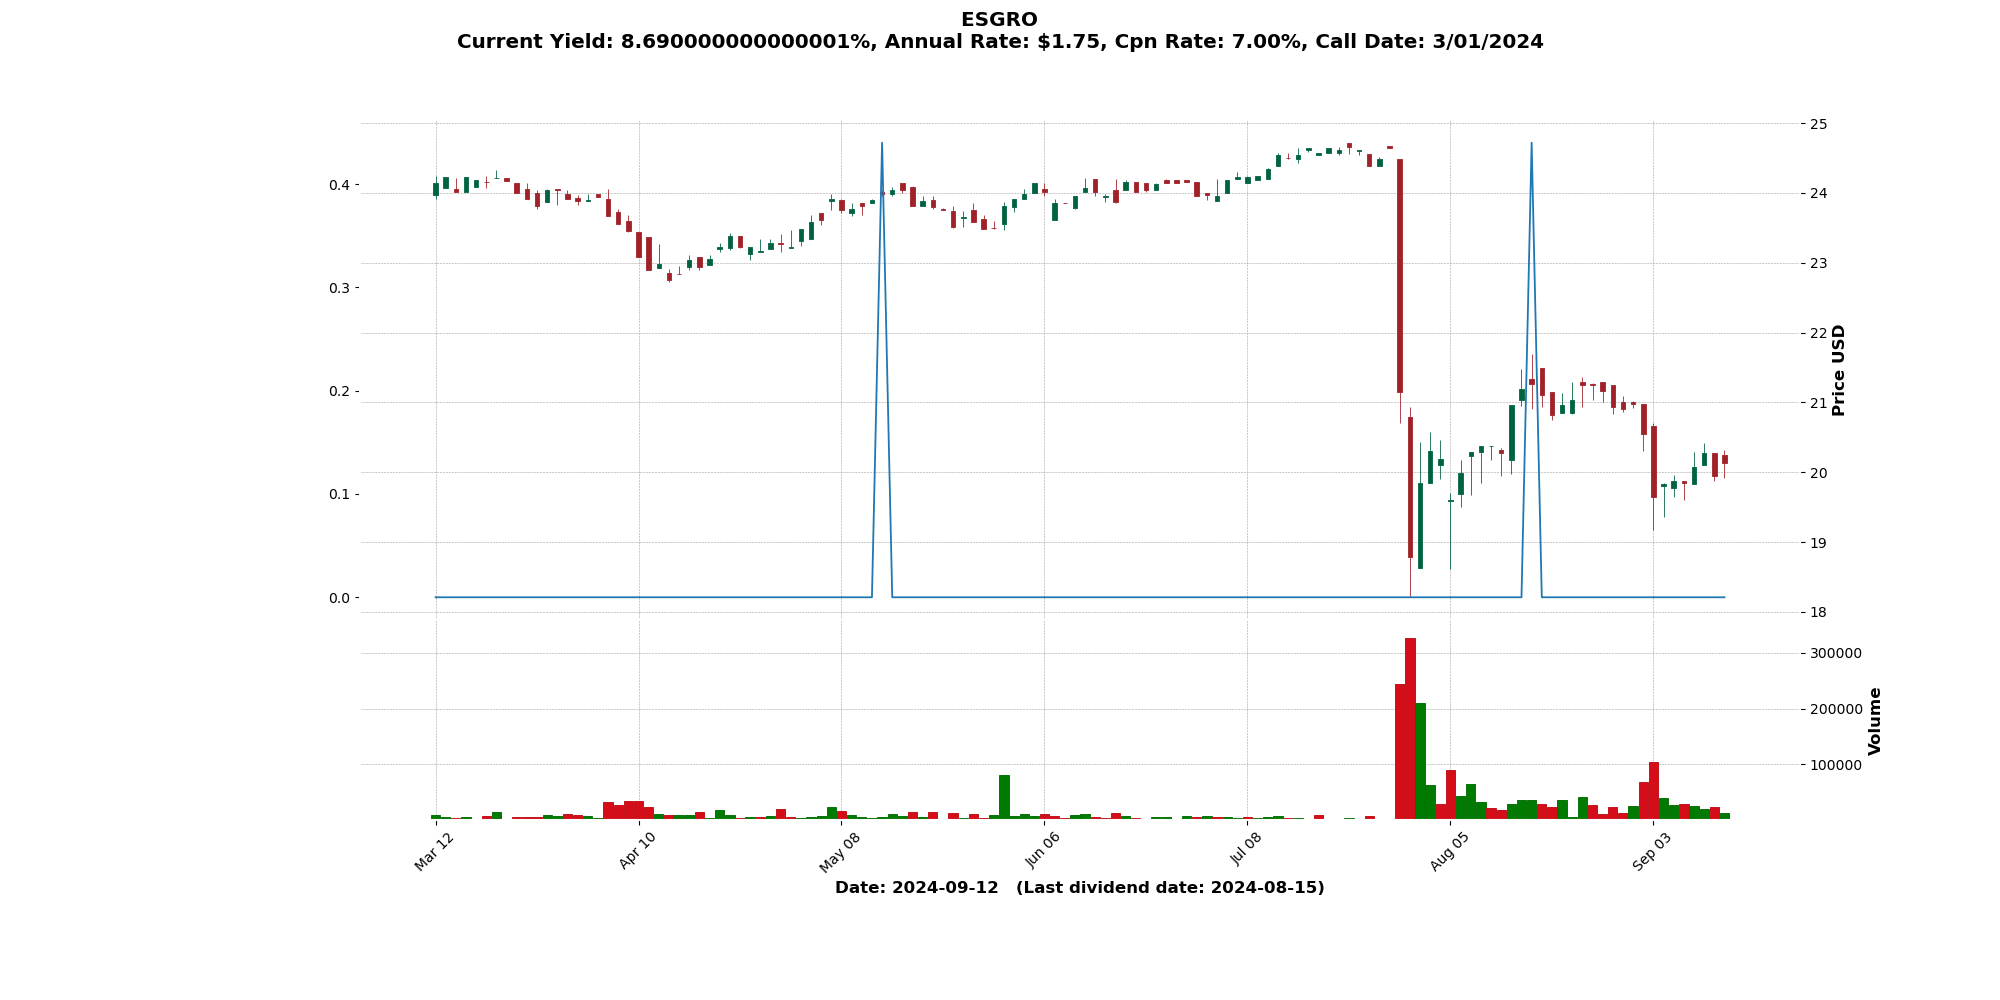 ESGRO
Current Yield: 8.690000000000001%, Annual Rate: $1.75, Cpn Rate: 7.00%, Call Date: 3/01/2024
0.4
0.3
0.2
0.1
0.0
25
24
23
22
21
20
19
18
Price USD
300000
200000
100000
Volume
Mar 12
Apr 10
May 08
Jun 06
Jul 08
Aug 05
Sep 03
Date: 2024-09-12   (Last dividend date: 2024-08-15)